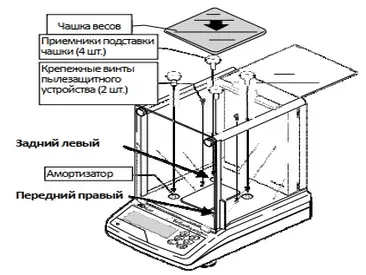 Чашка весов
Приемники подставки
чашки (4 шт.)
Крепежные винты
пылезащитного
устройства (2 шт.)
Задний левый
Амортизатор
Передний правый